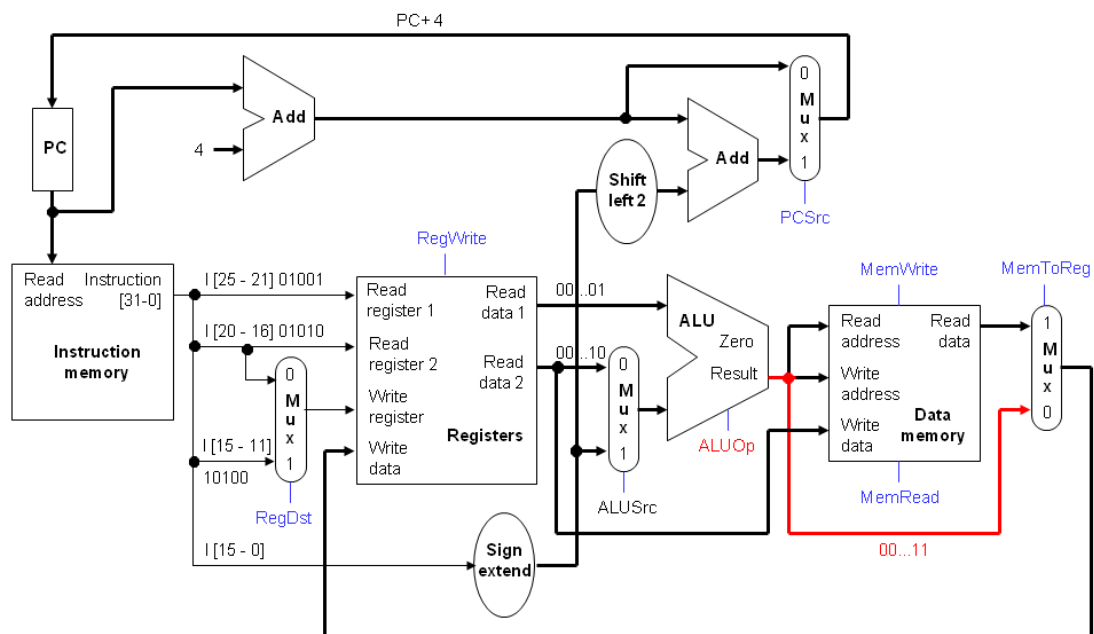 PC+ 4
PC
4
Add
Add
Shift
left 2
0
M
u
x
1
PCSrc
Read
address
Instruction
[31-0]
Instruction
memory
I [25 - 21] 01001
I [20 - 16] 01010
I [15 - 11]
10100
I [15 - 0]
0
M
u
x
1
RegDst
RegWrite
Read
register 1
Read
data 1
Read
register 2
Read
data 2
Write
register
Write
data
Registers
Sign
extend
00...01
00...10
0
M
u
x
1
ALUSrc
ALU
Zero
Result
ALUOp
MemWrite
Read
address
Read
data
Write
address
Write
data
Data
memory
MemRead
MemToReg
1
M
u
x
0
00...11